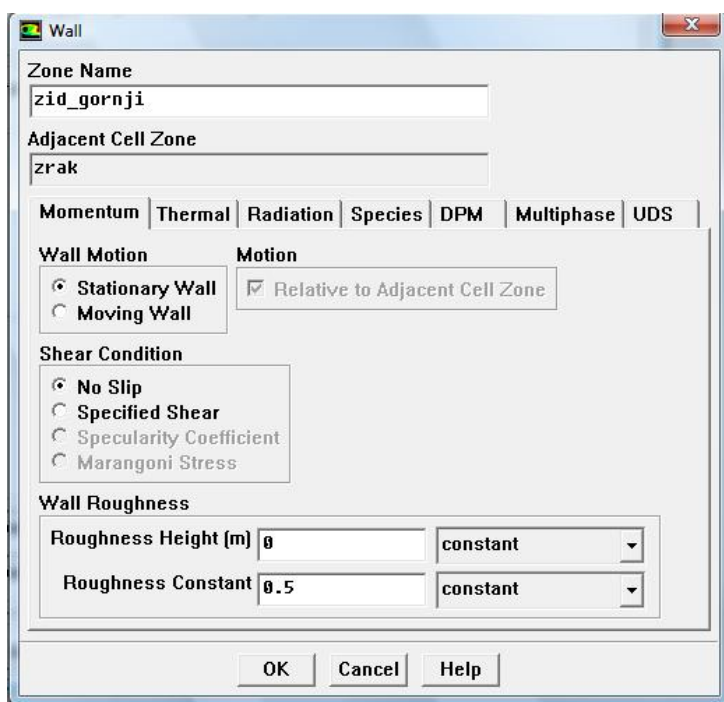 Wall
Zone Name
zid_gornji
Adjacent Cell Zone
zrak
Momentum Thermal Radiation Species DPM Multiphase UDS
Wall Motion Motion
Stationary Wall Relative to Adjacent Cell Zone
Moving Wall
Shear Condition
No Slip
Specified Shear
Specularity Coefficient
Marangoni Stress
Wall Roughness
Roughness Height (m) 0 constant
Roughness Constant 0.5 constant
OK Cancel Help